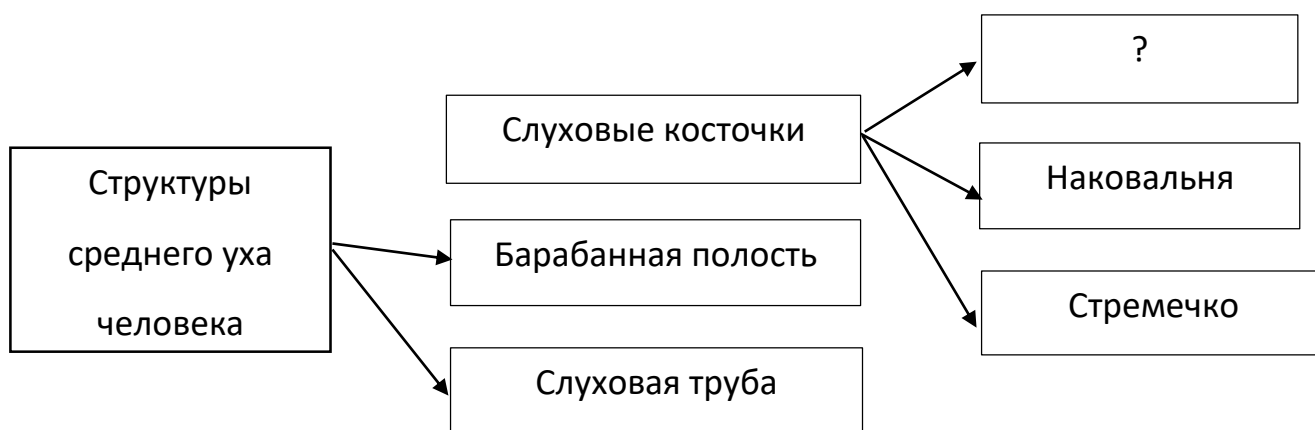 Структуры
среднего уха
человека
Слуховые косточки
Барабанная полость
Слуховая труба
?
Наковальня
Стремечко